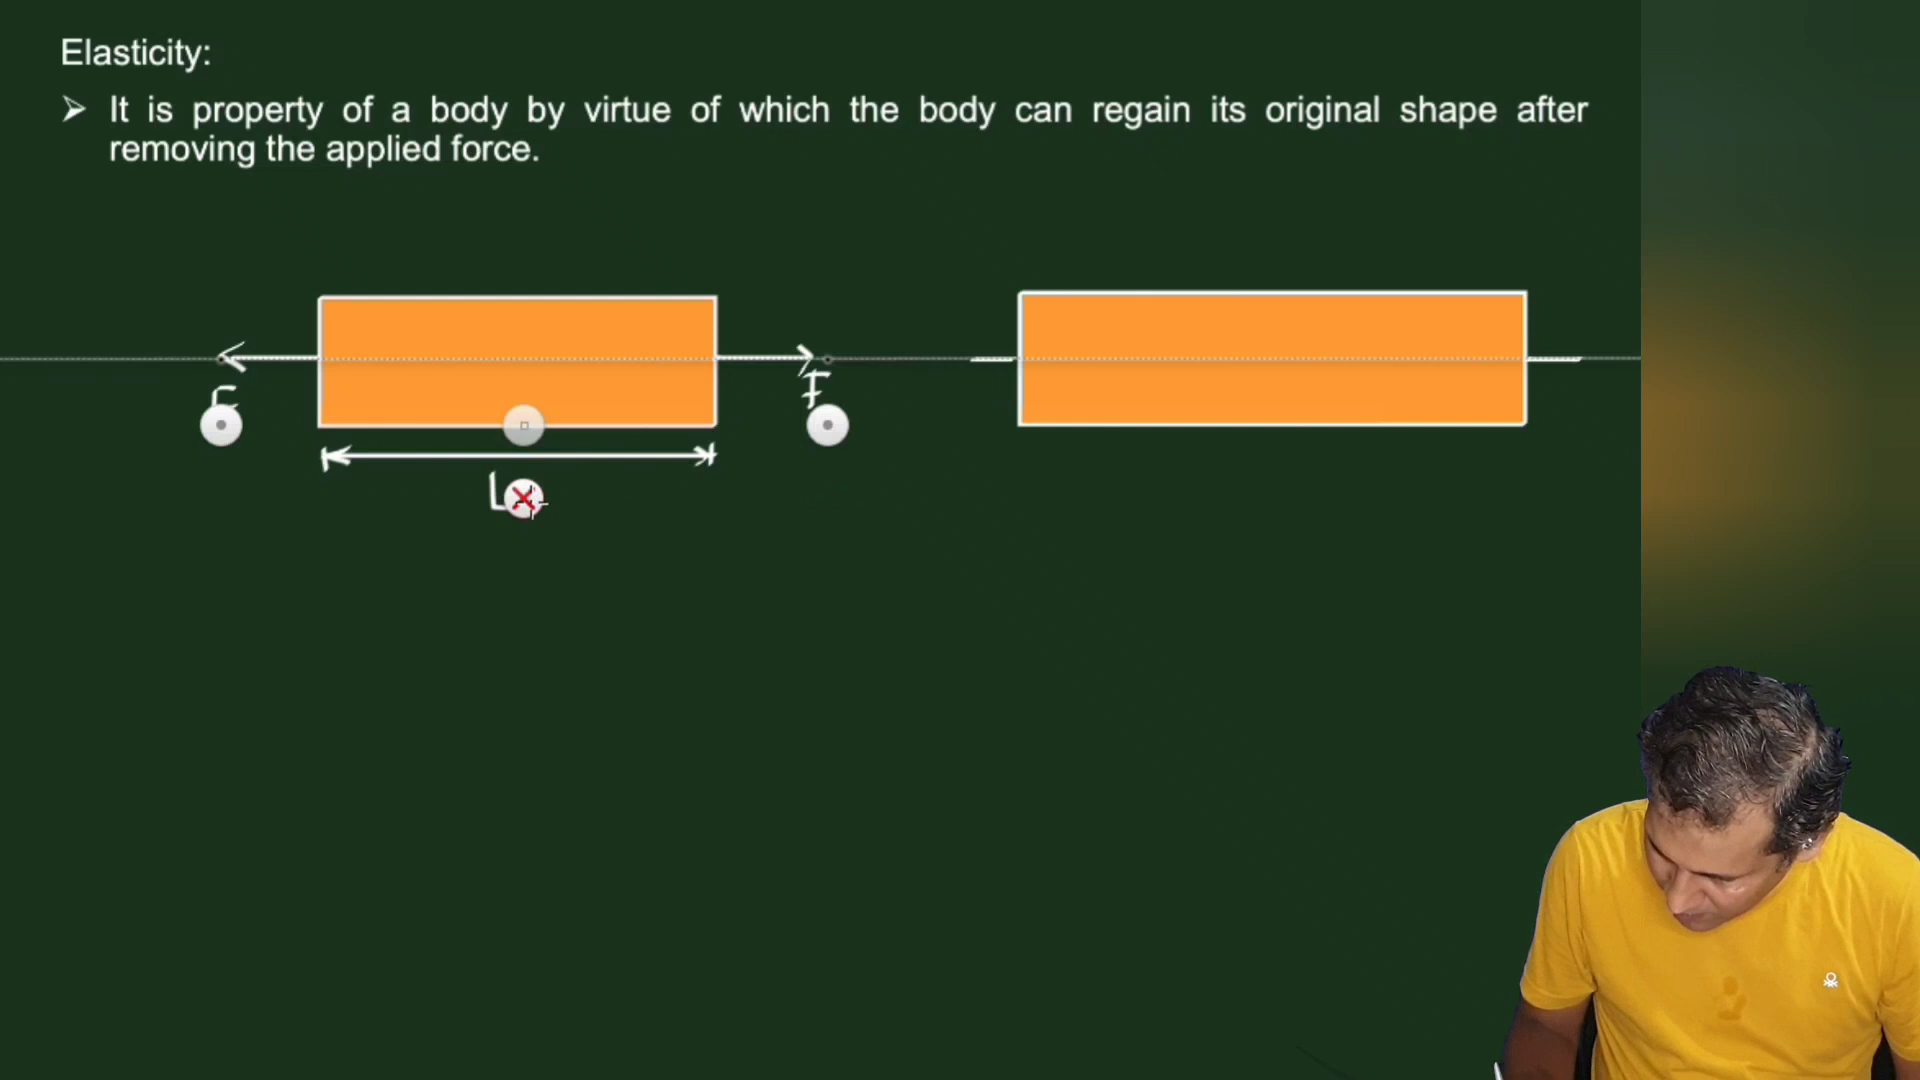 Elasticity:
➢ It is property of a body by virtue of which the body can regain its original shape after
removing the applied force.
F F
L